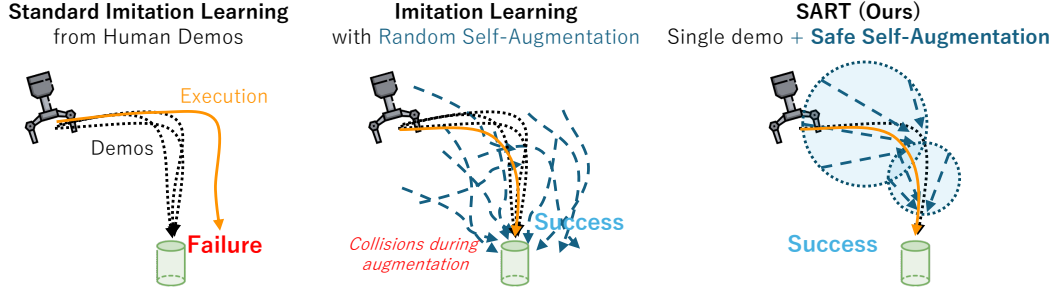 Standard Imitation Learning
from Human Demos
Execution
Demos
Failure
Imitation Learning
with Random Self-Augmentation
Success
Collisions during
augmentation
SART (Ours)
Single demo + Safe Self-Augmentation
Success